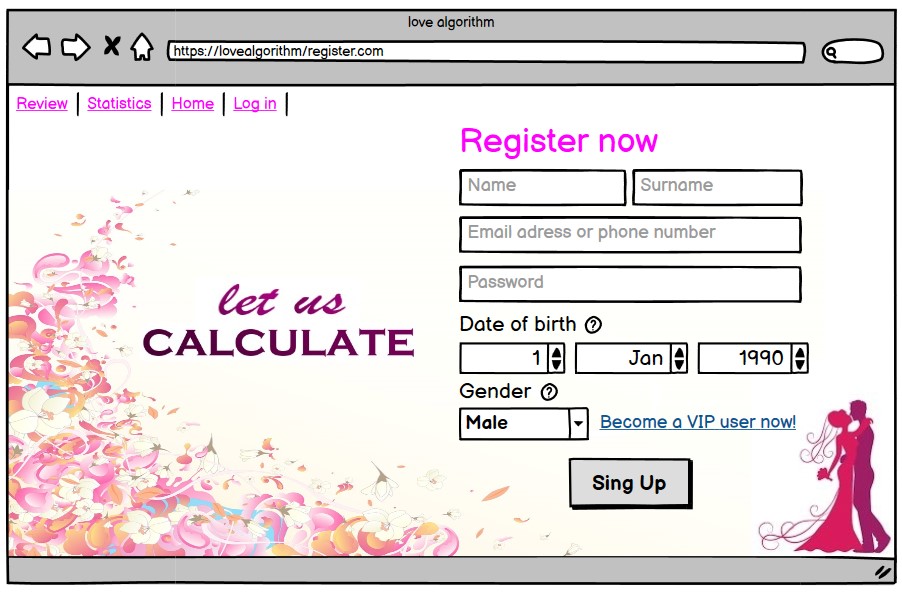 love algorithm
https://lovealgorithm/register.com
Review Statistics Home Log in
Register now
Name Surname
Email adress or phone number
Password
let us
CALCULATE
Date of birth ?
1 Jan 1990
Gender ?
Male Become a VIP user now!
Sing Up